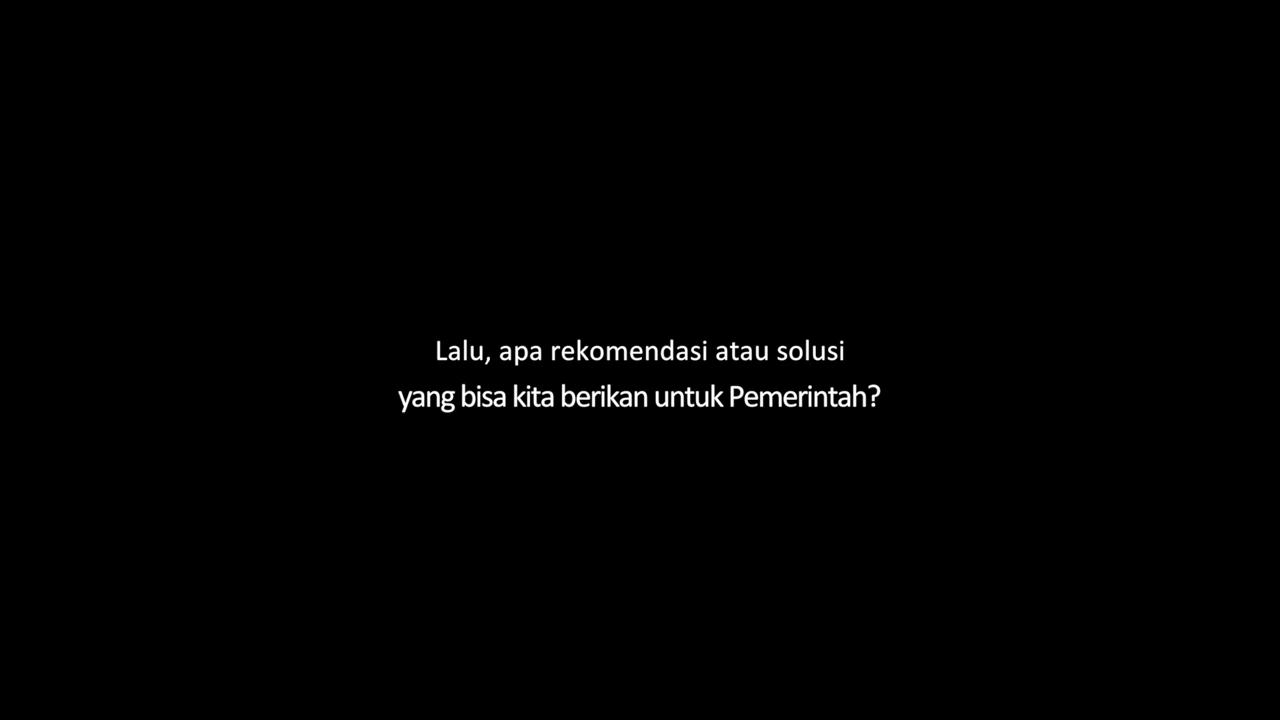 Lalu, apa rekomendasi atau solusi
yang bisa kita berikan untuk Pemerintah?